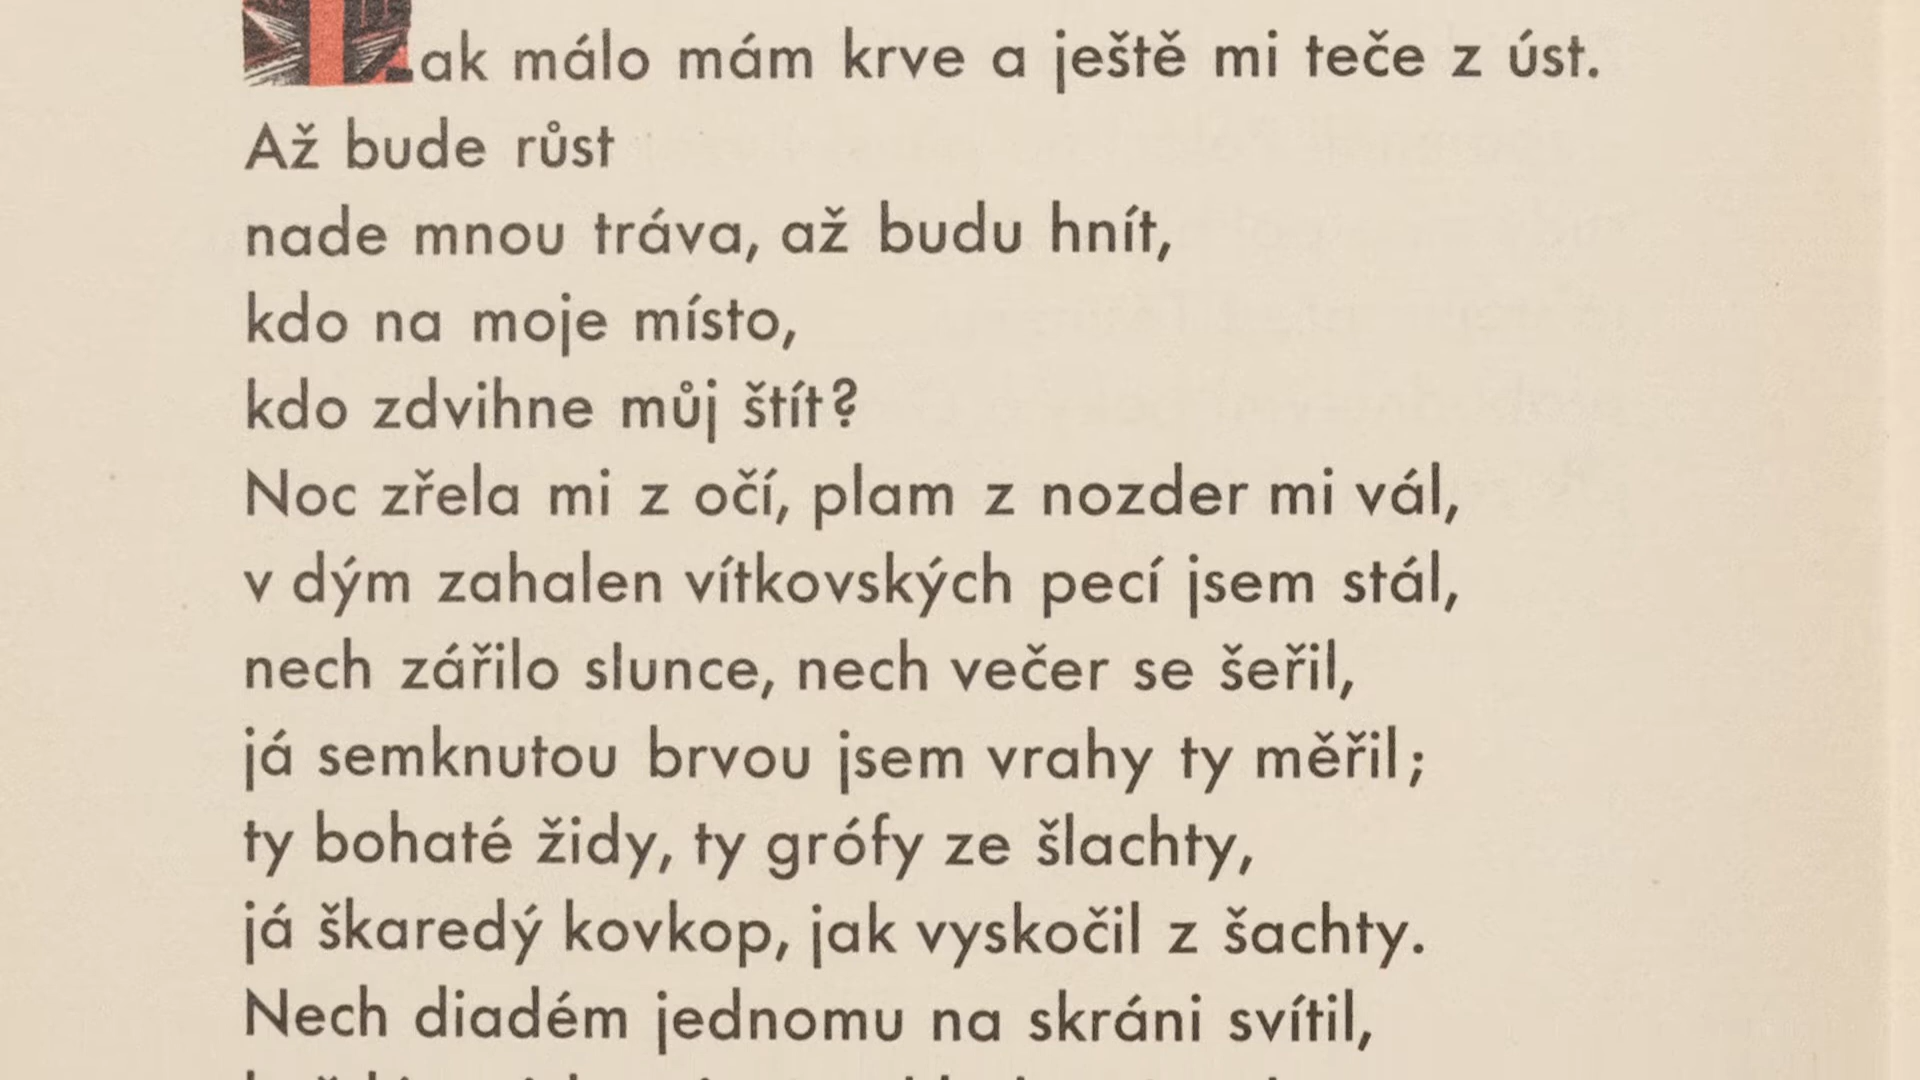 Tak málo mám krve a ještě mi teče z úst.
Až bude růst
nade mnou tráva, až budu hnít,
kdo na moje místo,
kdo zdvihne můj štít?
Noc zřela mi z očí, plam z nozder mi vál,
v dým zahalen vítkovských pecí jsem stál,
nech zářilo slunce, nech večer se šeřil,
já semknutou brvou jsem vrahy ty měřil;
ty bohaté židy, ty grófy ze šlachty,
já škaredý kovkop, jak vyskočil z šachty.
Nech diadém jednomu na skráni svítil,